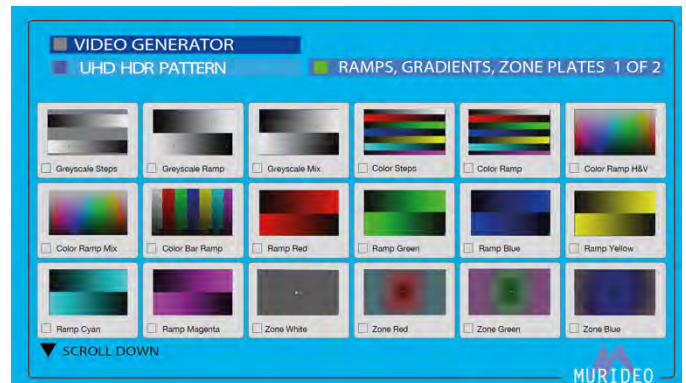 VIDEO GENERATOR
UHD HDR PATTERN
RAMPS, GRADIENTS, ZONE PLATES 1 OF 2
Greyscale Steps
Greyscale Ramp
Greyscale Mix
Color Steps
Color Ramp
Color Ramp H&V
Color Ramp Mix
Color Bar Ramp
Ramp Red
Ramp Green
Ramp Blue
Ramp Yellow
Ramp Cyan
Ramp Magenta
Zone White
Zone Red
Zone Green
Zone Blue
SCROLL DOWN
MURIDEO